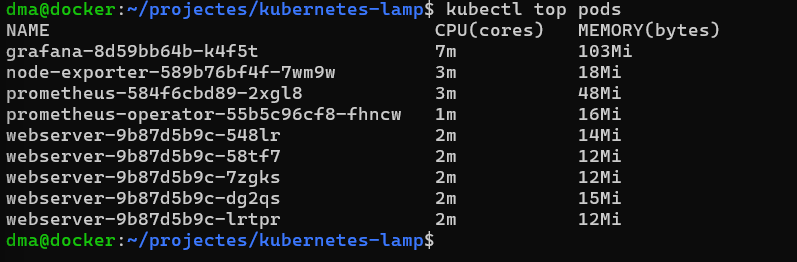 dma@docker:~/projectes/kubernetes-lamp$ kubectl top pods
NAME CPU(cores) MEMORY(bytes)
grafana-8d59bb64b-k4f5t 7m 103Mi
node-exporter-589b76bf4f-7wm9w 3m 18Mi
prometheus-584f6cbd89-2xgl8 3m 48Mi
prometheus-operator-55b5c96cf8-fhncw 1m 16Mi
webserver-9b87d5b9c-548lr 2m 14Mi
webserver-9b87d5b9c-58tf7 2m 12Mi
webserver-9b87d5b9c-7zgks 2m 12Mi
webserver-9b87d5b9c-dg2qs 2m 15Mi
webserver-9b87d5b9c-lrtpr 2m 12Mi
dma@docker:~/projectes/kubernetes-lamp$